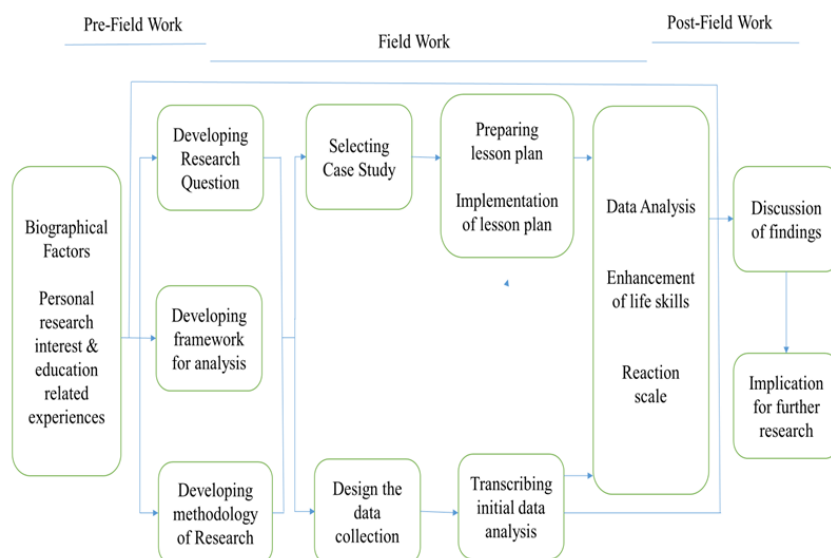 Pre-Field Work
Field Work
Post-Field Work
Biographical
Factors
Personal
research
interest &
education
related
experiences
Developing
Research
Question
Developing
framework
for analysis
Developing
methodology
of Research
Selecting
Case Study
Design the
data
collection
Preparing
lesson plan
Implementation
of lesson plan
Transcribing
initial data
analysis
Data Analysis
Enhancement
of life skills
Reaction
scale
Discussion
of findings
Implication
for further
research